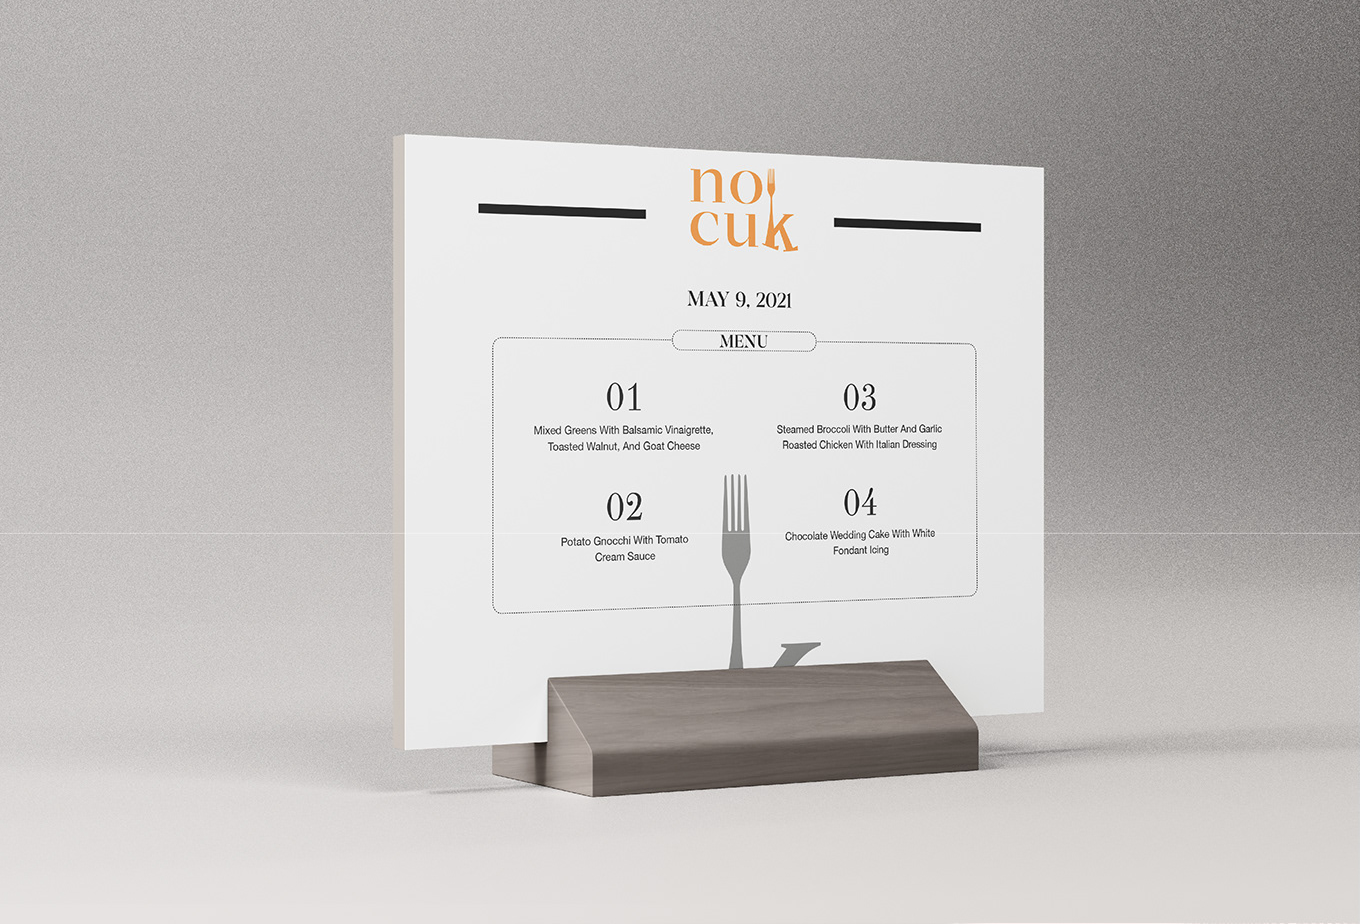 no
cuk
MAY 9, 2021
MENU
01
Mixed Greens With Balsamic Vinaigrette,
Toasted Walnut, And Goat Cheese
02
Potato Gnocchi With Tomato
Cream Sauce
03
Steamed Broccoli With Butter And Garlic
Roasted Chicken With Italian Dressing
04
Chocolate Wedding Cake With White
Fondant Icing